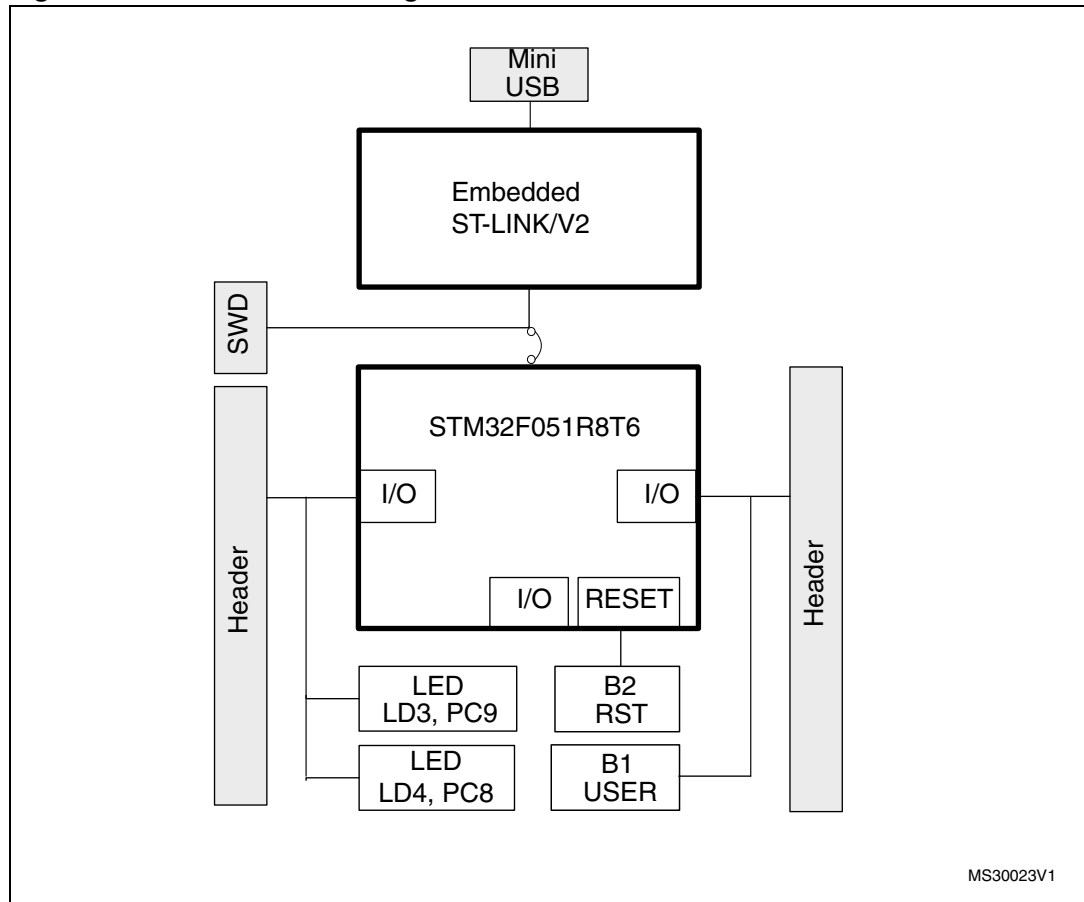 Mini
USB
Embedded
ST-LINK/V2
SWD
STM32F051R8T6
I/O
I/O
Header
Header
I/O
RESET
LED
LD3, PC9
B2
RST
LED
LD4, PC8
B1
USER
MS30023V1